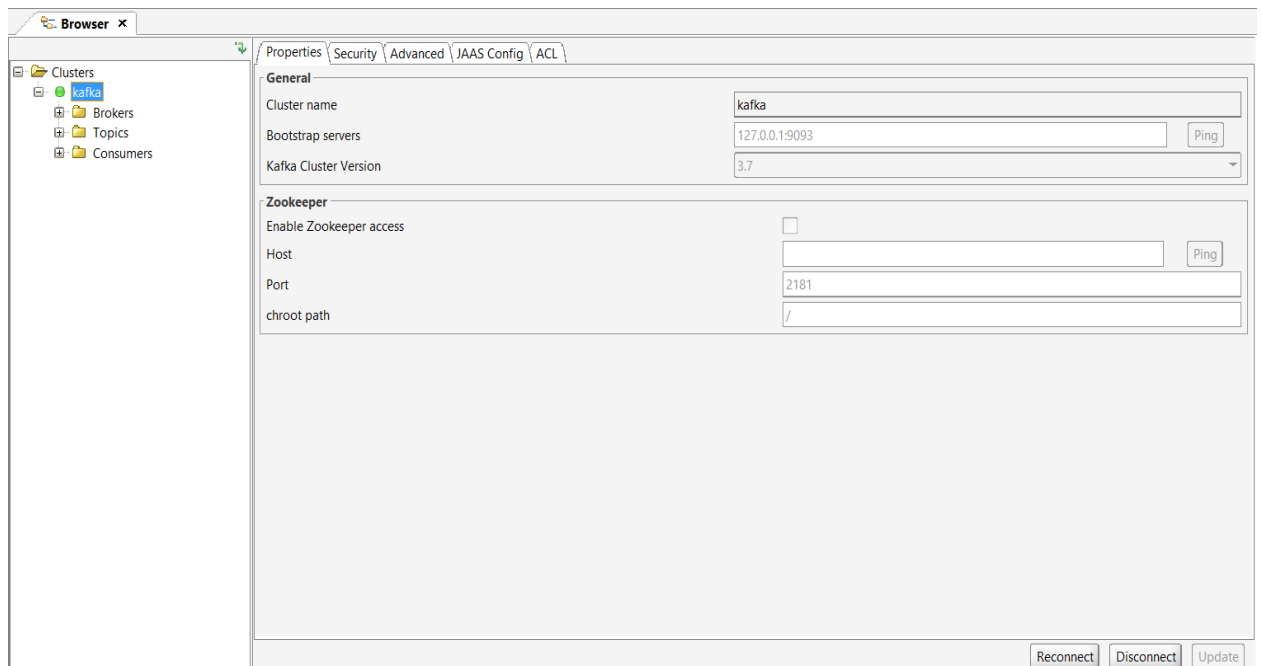 Browser ×
Clusters
kafka
Brokers
Topics
Consumers
Properties Security Advanced JAAS Config ACL
General
Cluster name kafka
Bootstrap servers 127.0.0.1:9093 Ping
Kafka Cluster Version 3.7
Zookeeper
Enable Zookeeper access
Host Ping
Port 2181
chroot path /
Reconnect Disconnect Update